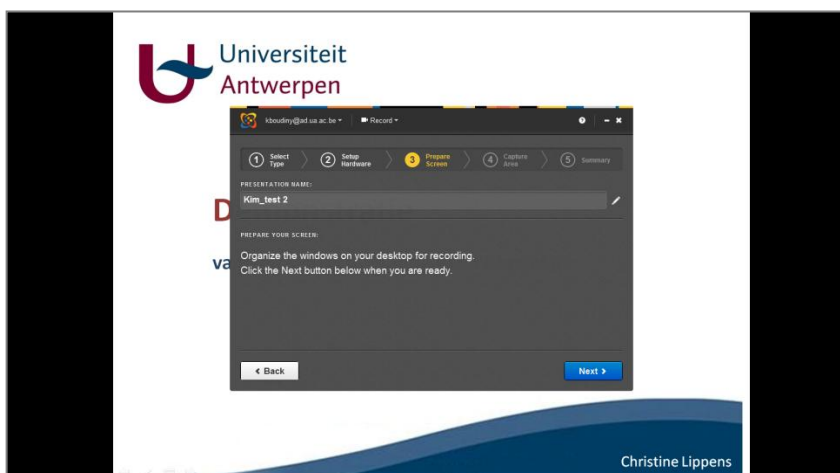 Universiteit
Antwerpen
kboudiny@ad.ua.ac.be Record
1 Select Type 2 Setup Hardware 3 Prepare Screen 4 Capture Area 5 Summary
PRESENTATION NAME:
Kim_test 2
D
PREPARE YOUR SCREEN:
va
Organize the windows on your desktop for recording.
Click the Next button below when you are ready.
Back Next
Christine Lippens